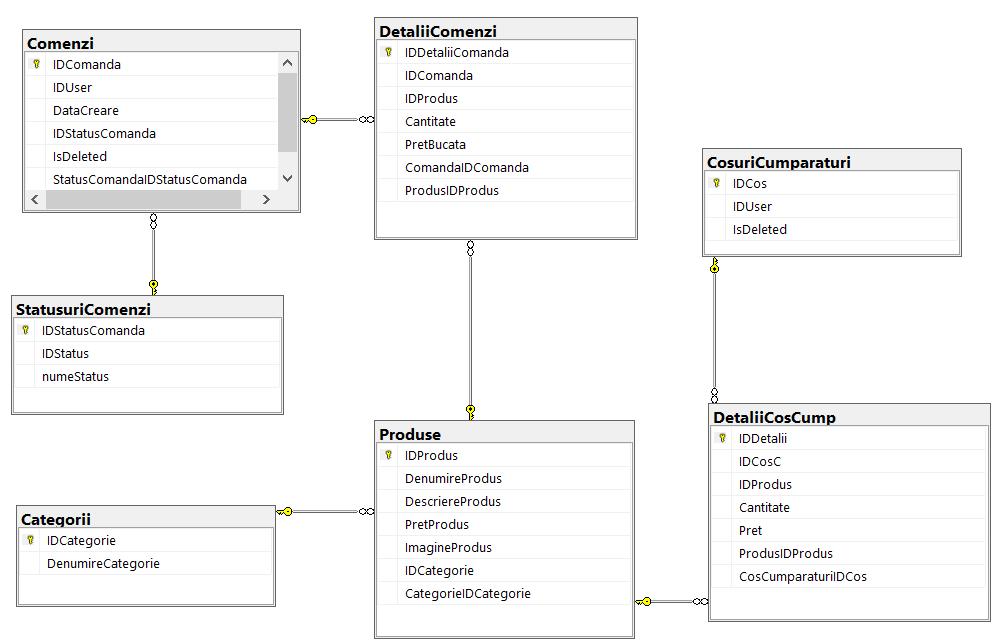 Comenzi
IDComanda
IDUser
DataCreare
IDStatusComanda
IsDeleted
StatusComandaIDStatusComanda
DetaliiComenzi
IDDetaliiComanda
IDComanda
IDProdus
Cantitate
PretBucata
ComandaIDComanda
ProdusIDProdus
CosuriCumparaturi
IDCos
IDUser
IsDeleted
StatusuriComenzi
IDStatusComanda
IDStatus
numeStatus
Produse
IDProdus
DenumireProdus
DescriereProdus
PretProdus
ImagineProdus
IDCategorie
CategorieIDCategorie
DetaliiCosCump
IDDetalii
IDCosC
IDProdus
Cantitate
Pret
ProdusIDProdus
CosCumparaturiIDCos
Categorii
IDCategorie
DenumireCategorie